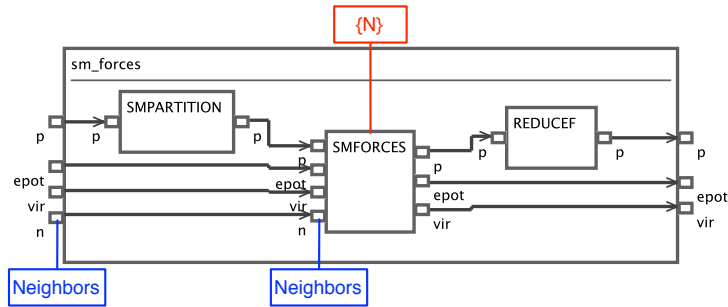 {N}
sm_forces
SMPARTITION
REDUCEF
SMFORCES
p
p
p
p
p
p
p
p
epot
epot
epot
epot
vir
vir
vir
vir
n
n
Neighbors
Neighbors